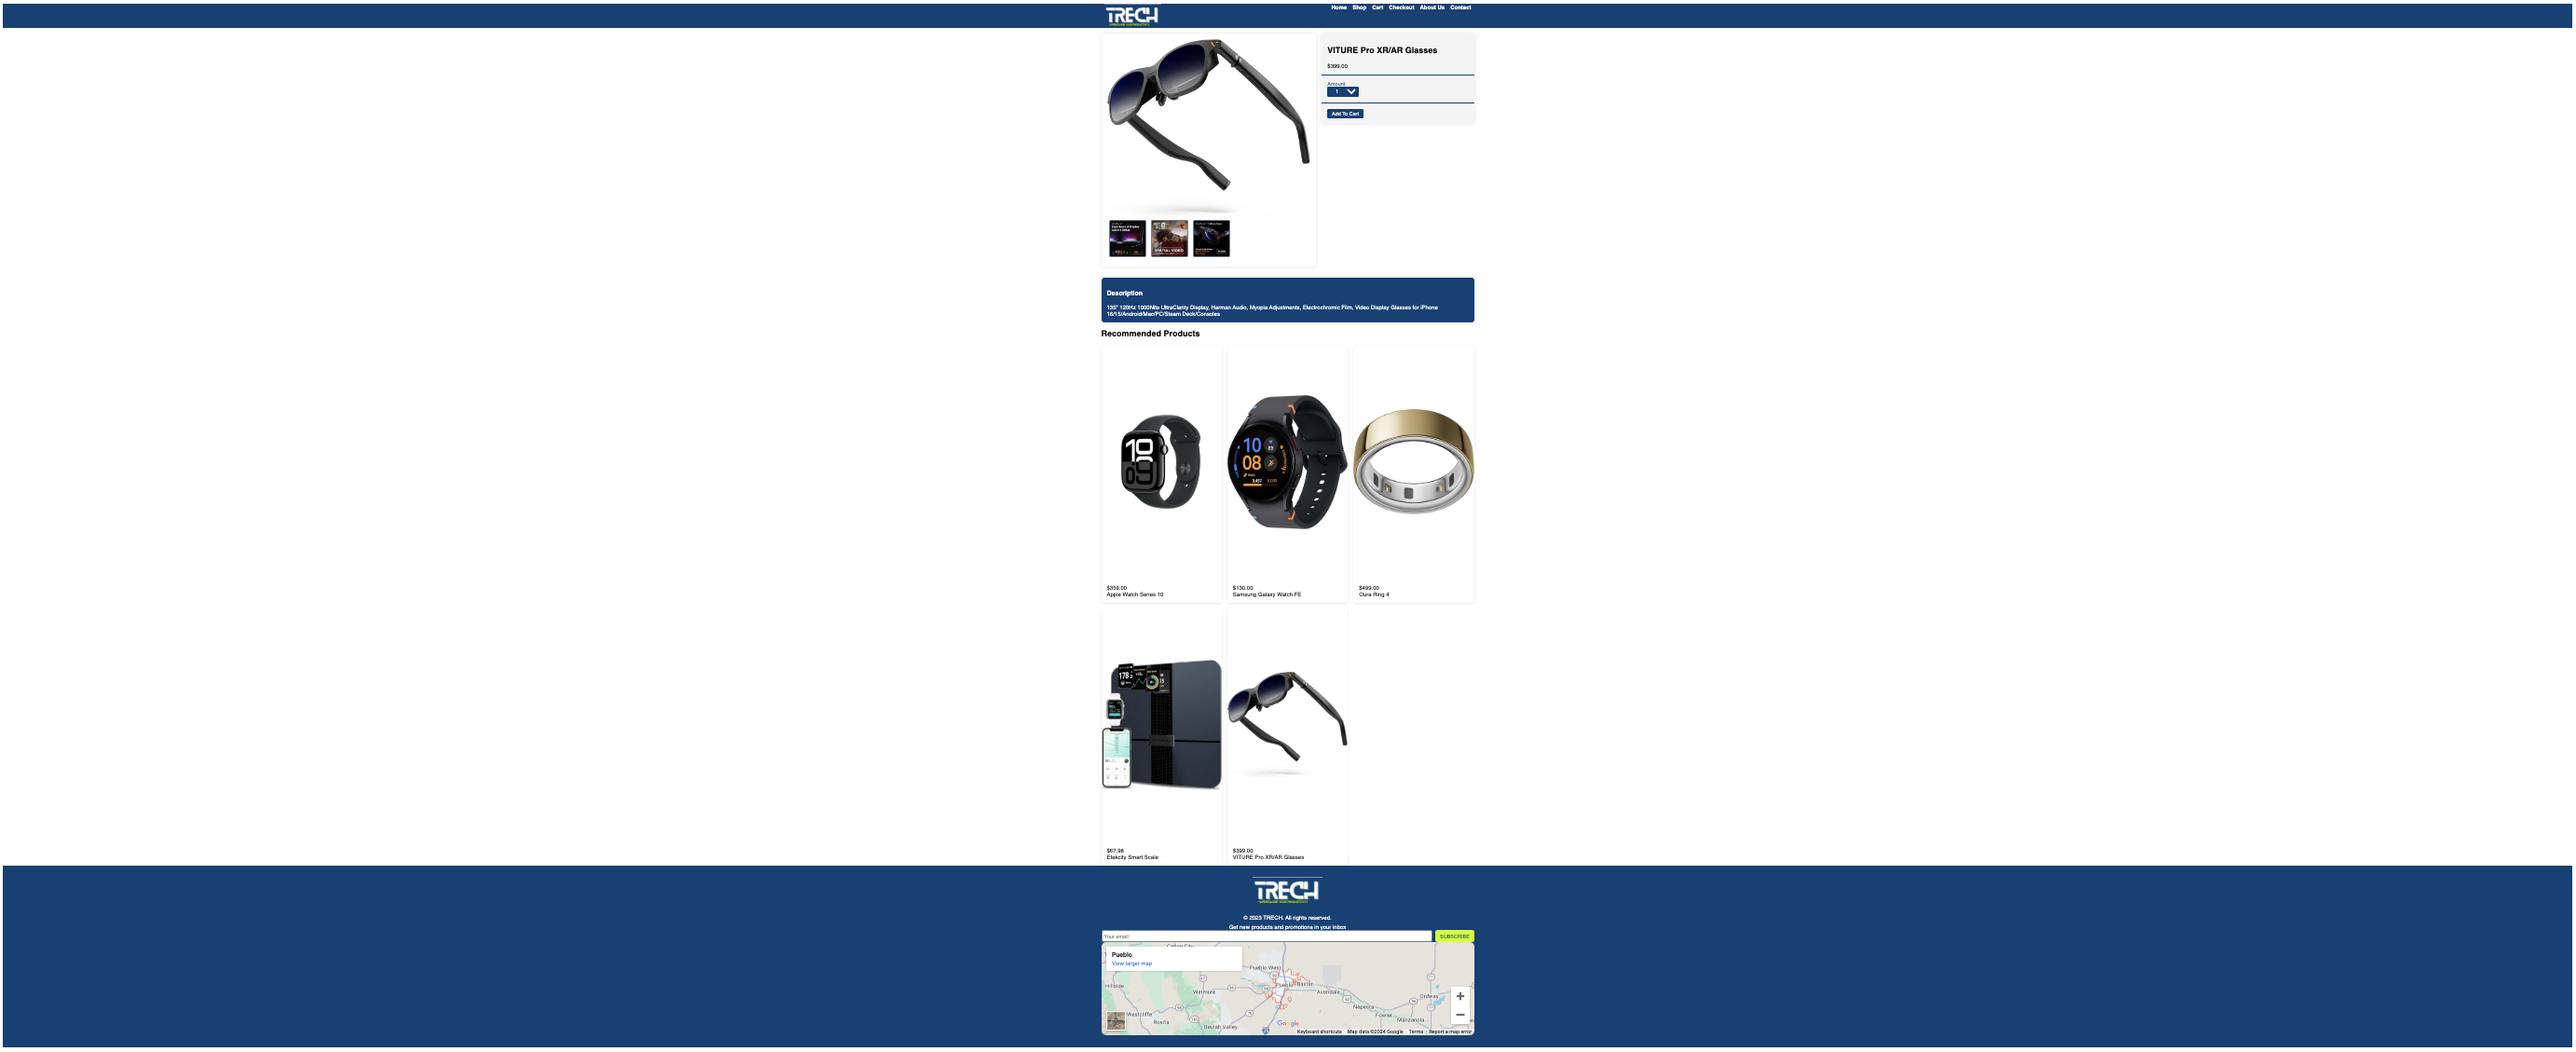 TRECH
Home Shop Cart Checkout About Us Contact
VITURE Pro XR/AR Glasses
$399.00
Amount
1
Add To Cart
Description
135" 120Hz 1000Nits UltraClarity Display, Harman Audio, Myopia Adjustments, Electrochromic Film, Video Display Glasses for iPhone
16/15/Android/Mac/PC/Steam Deck/Consoles
Recommended Products
$359.00
Apple Watch Series 10
$130.00
Samsung Galaxy Watch FE
$499.00
Oura Ring 4
$67.98
Etekcity Smart Scale
$399.00
VITURE Pro XR/AR Glasses
TRECH
© 2023 TRECH. All rights reserved.
Get new products and promotions in your inbox
Your email
SUBSCRIBE
Pueblo
View larger map
Pueblo West
Hillside
Wetmore
Pueblo
Baxter
Avondale
Ordway
Nepesta
Fowler
Manzanola
Westcliffe
Rosita
Beulah Valley
Google
Keyboard shortcuts Map data ©2024 Google Terms Report a map error